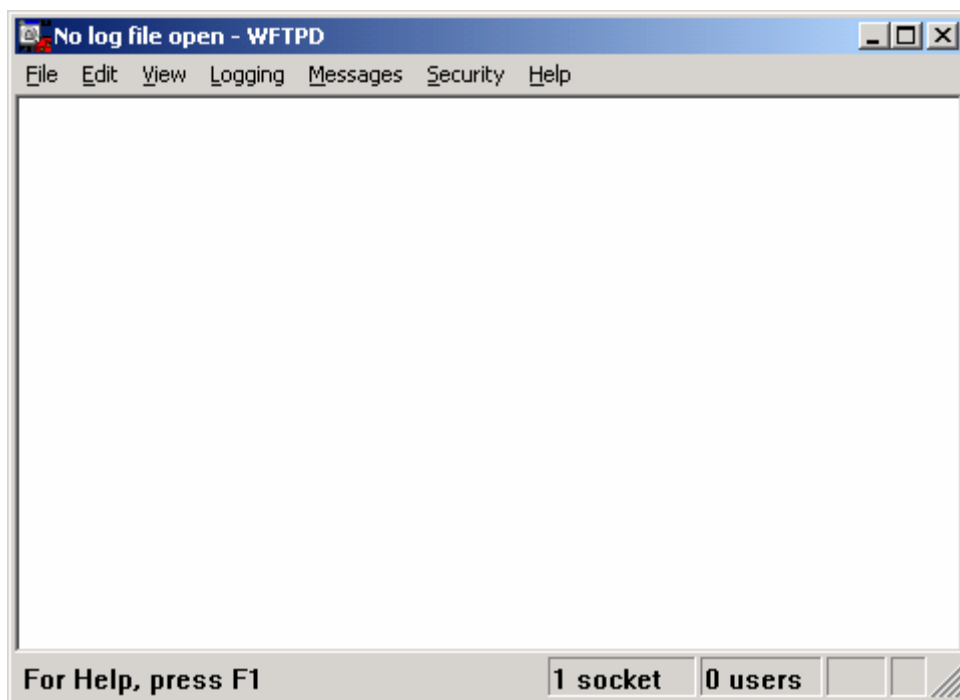 No log file open - WFTPD
File Edit View Logging Messages Security Help
For Help, press F1 1 socket 0 users